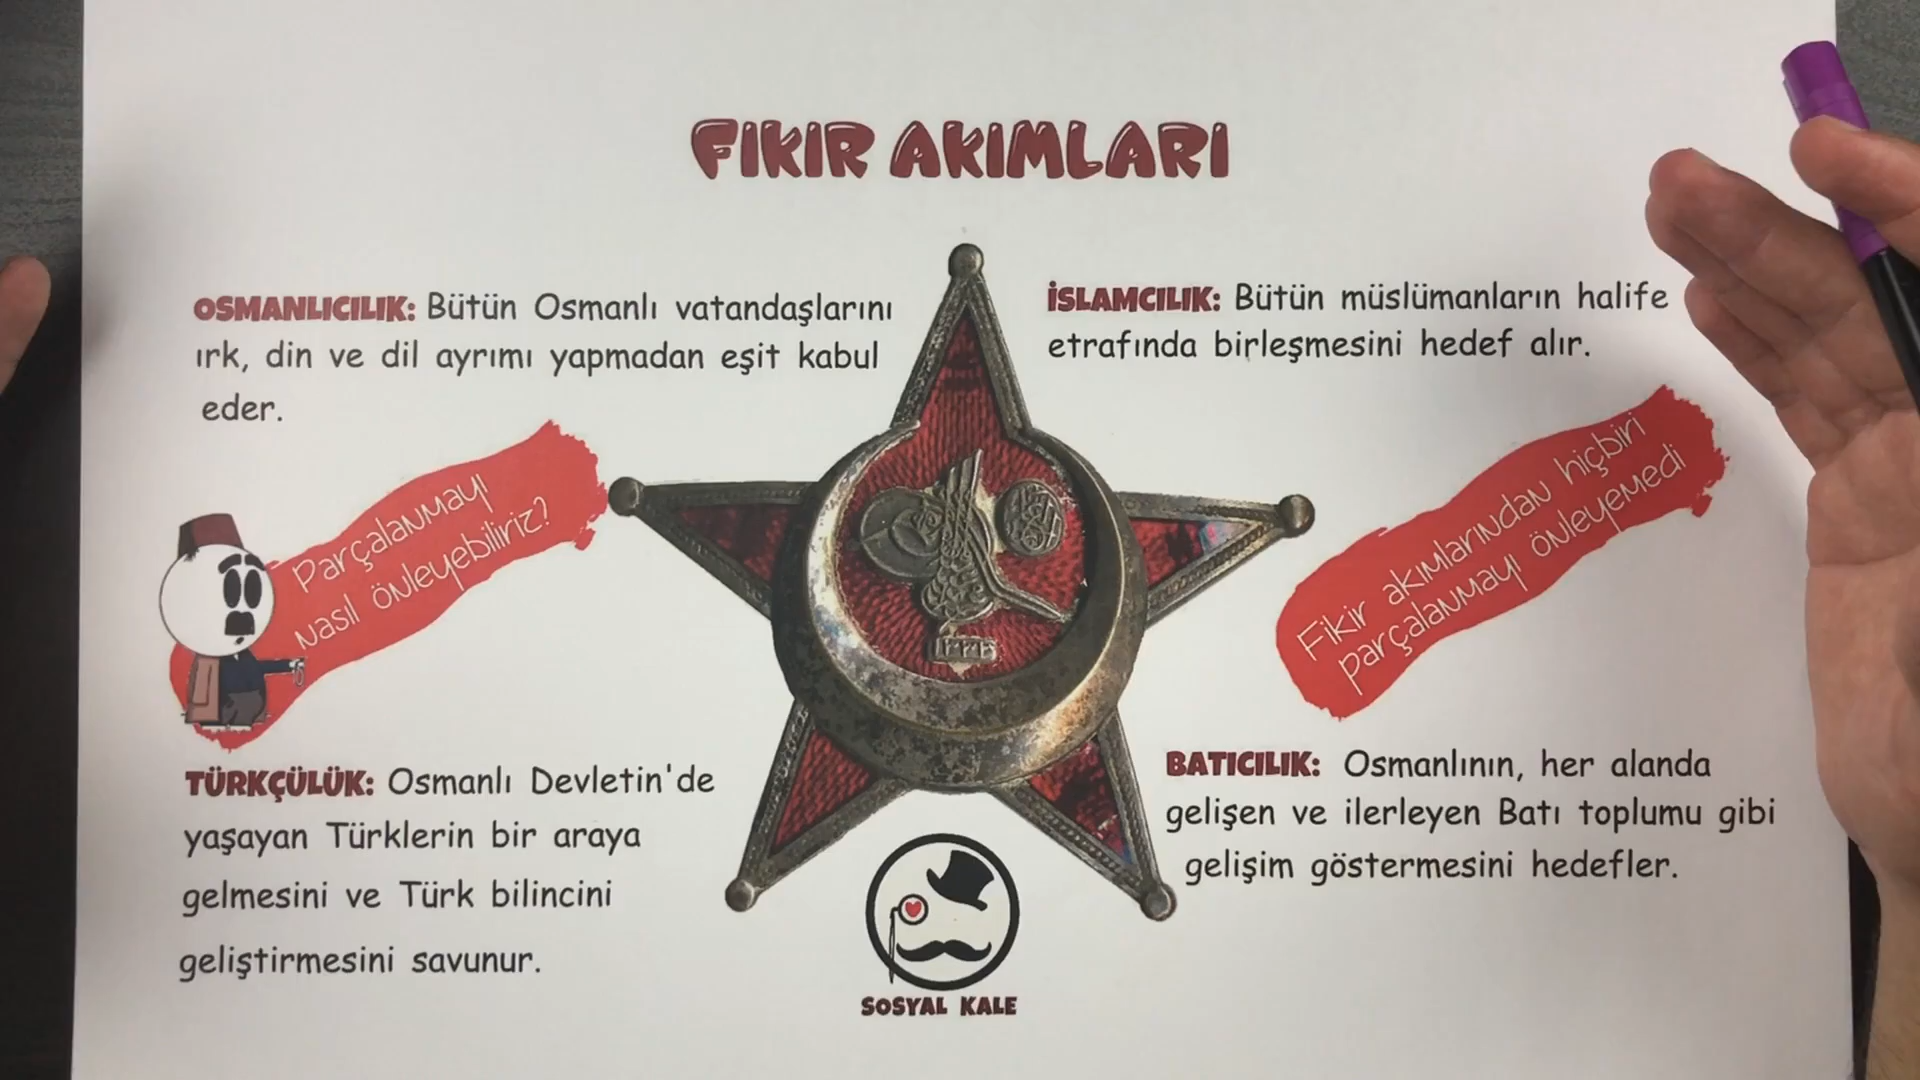 FIKIR AKIMLARI
OSMANLICILIK: Bütün Osmanlı vatandaşlarını
ırk, din ve dil ayrımı yapmadan eşit kabul
eder.
İSLAMCILIK: Bütün müslümanların halife
etrafında birleşmesini hedef alır.
Parçalanmayı
nasıl önleyebiliriz?
Fikir akımlarından hiçbiri
parçalanmayı önleyemedi
TÜRKÇÜLÜK: Osmanlı Devletin'de
yaşayan Türklerin bir araya
gelmesini ve Türk bilincini
geliştirmesini savunur.
BATICILIK: Osmanlının, her alanda
gelişen ve ilerleyen Batı toplumu gibi
gelişim göstermesini hedefler.
SOSYAL KALE